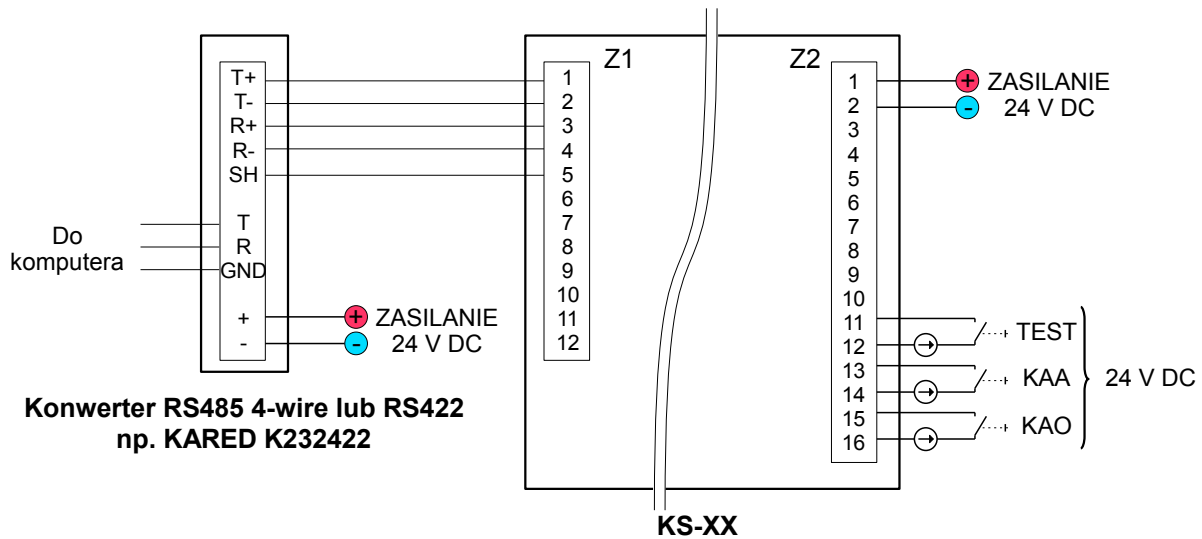 T+
T-
R+
R-
SH
T
R
GND
+
-
Do
komputera
+ ZASILANIE
- 24 V DC
Konwerter RS485 4-wire lub RS422
np. KARED K232422
Z1
1
2
3
4
5
6
7
8
9
10
11
12
Z2
1
2
3
4
5
6
7
8
9
10
11
12
13
14
15
16
+ ZASILANIE
- 24 V DC
TEST
KAA
KAO
24 V DC
KS-XX